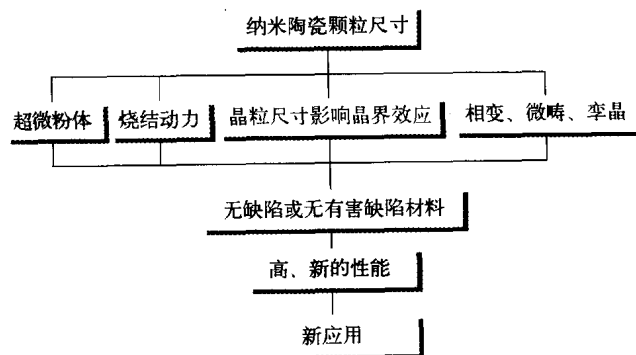 纳米陶瓷颗粒尺寸
超微粉体
烧结动力
晶粒尺寸影响晶界效应
相变、微畴、孪晶
无缺陷或无有害缺陷材料
高、新的性能
新应用